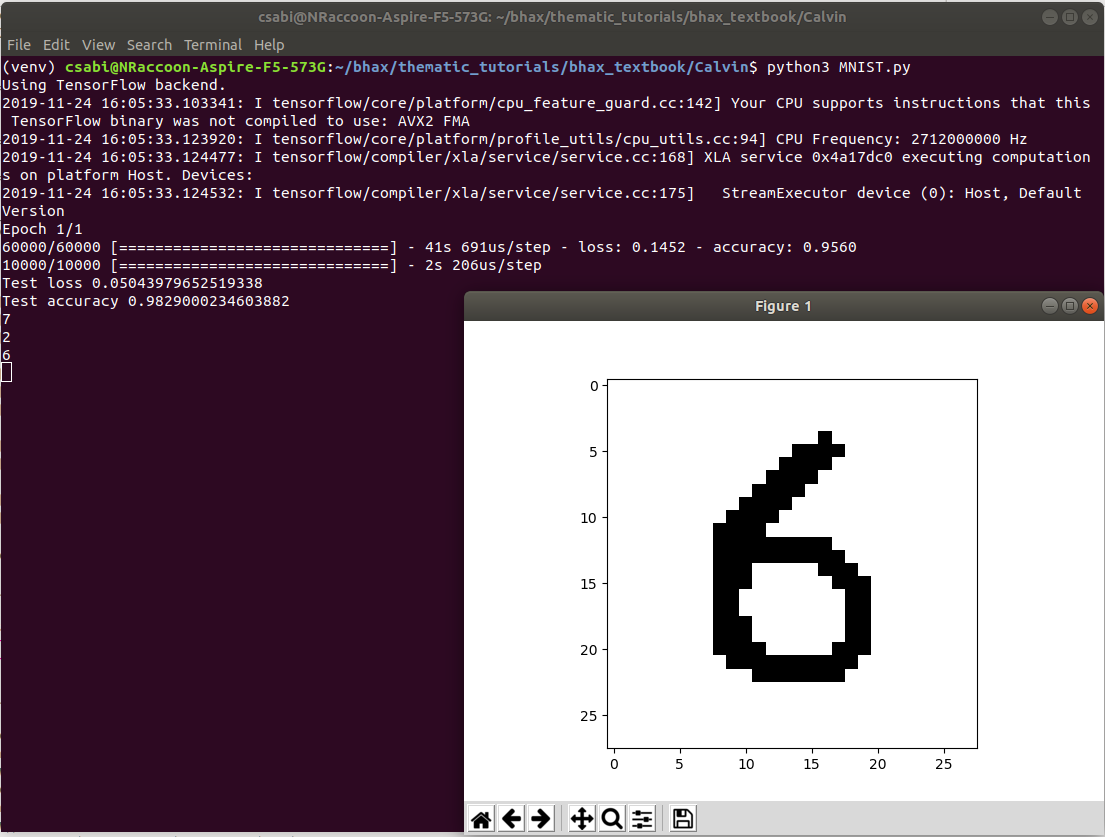 csabi@NRaccoon-Aspire-F5-573G: ~/bhax/thematic_tutorials/bhax_textbook/Calvin
File Edit View Search Terminal Help
(venv) csabi@NRaccoon-Aspire-F5-573G:~/bhax/thematic_tutorials/bhax_textbook/Calvin$ python3 MNIST.py
Using TensorFlow backend.
2019-11-24 16:05:33.103341: I tensorflow/core/platform/cpu_feature_guard.cc:142] Your CPU supports instructions that this
 TensorFlow binary was not compiled to use: AVX2 FMA
2019-11-24 16:05:33.123920: I tensorflow/core/platform/profile_utils/cpu_utils.cc:94] CPU Frequency: 2712000000 Hz
2019-11-24 16:05:33.124477: I tensorflow/compiler/xla/service/service.cc:168] XLA service 0x4a17dc0 executing computation
s on platform Host. Devices:
2019-11-24 16:05:33.124532: I tensorflow/compiler/xla/service/service.cc:175]   StreamExecutor device (0): Host, Default
Version
Epoch 1/1
60000/60000 [==============================] - 41s 691us/step - loss: 0.1452 - accuracy: 0.9560
10000/10000 [==============================] - 2s 206us/step
Test loss 0.05043979652519338
Test accuracy 0.9829000234603882
7
2
6
Figure 1
0
5
10
15
20
25
0 5 10 15 20 25
6